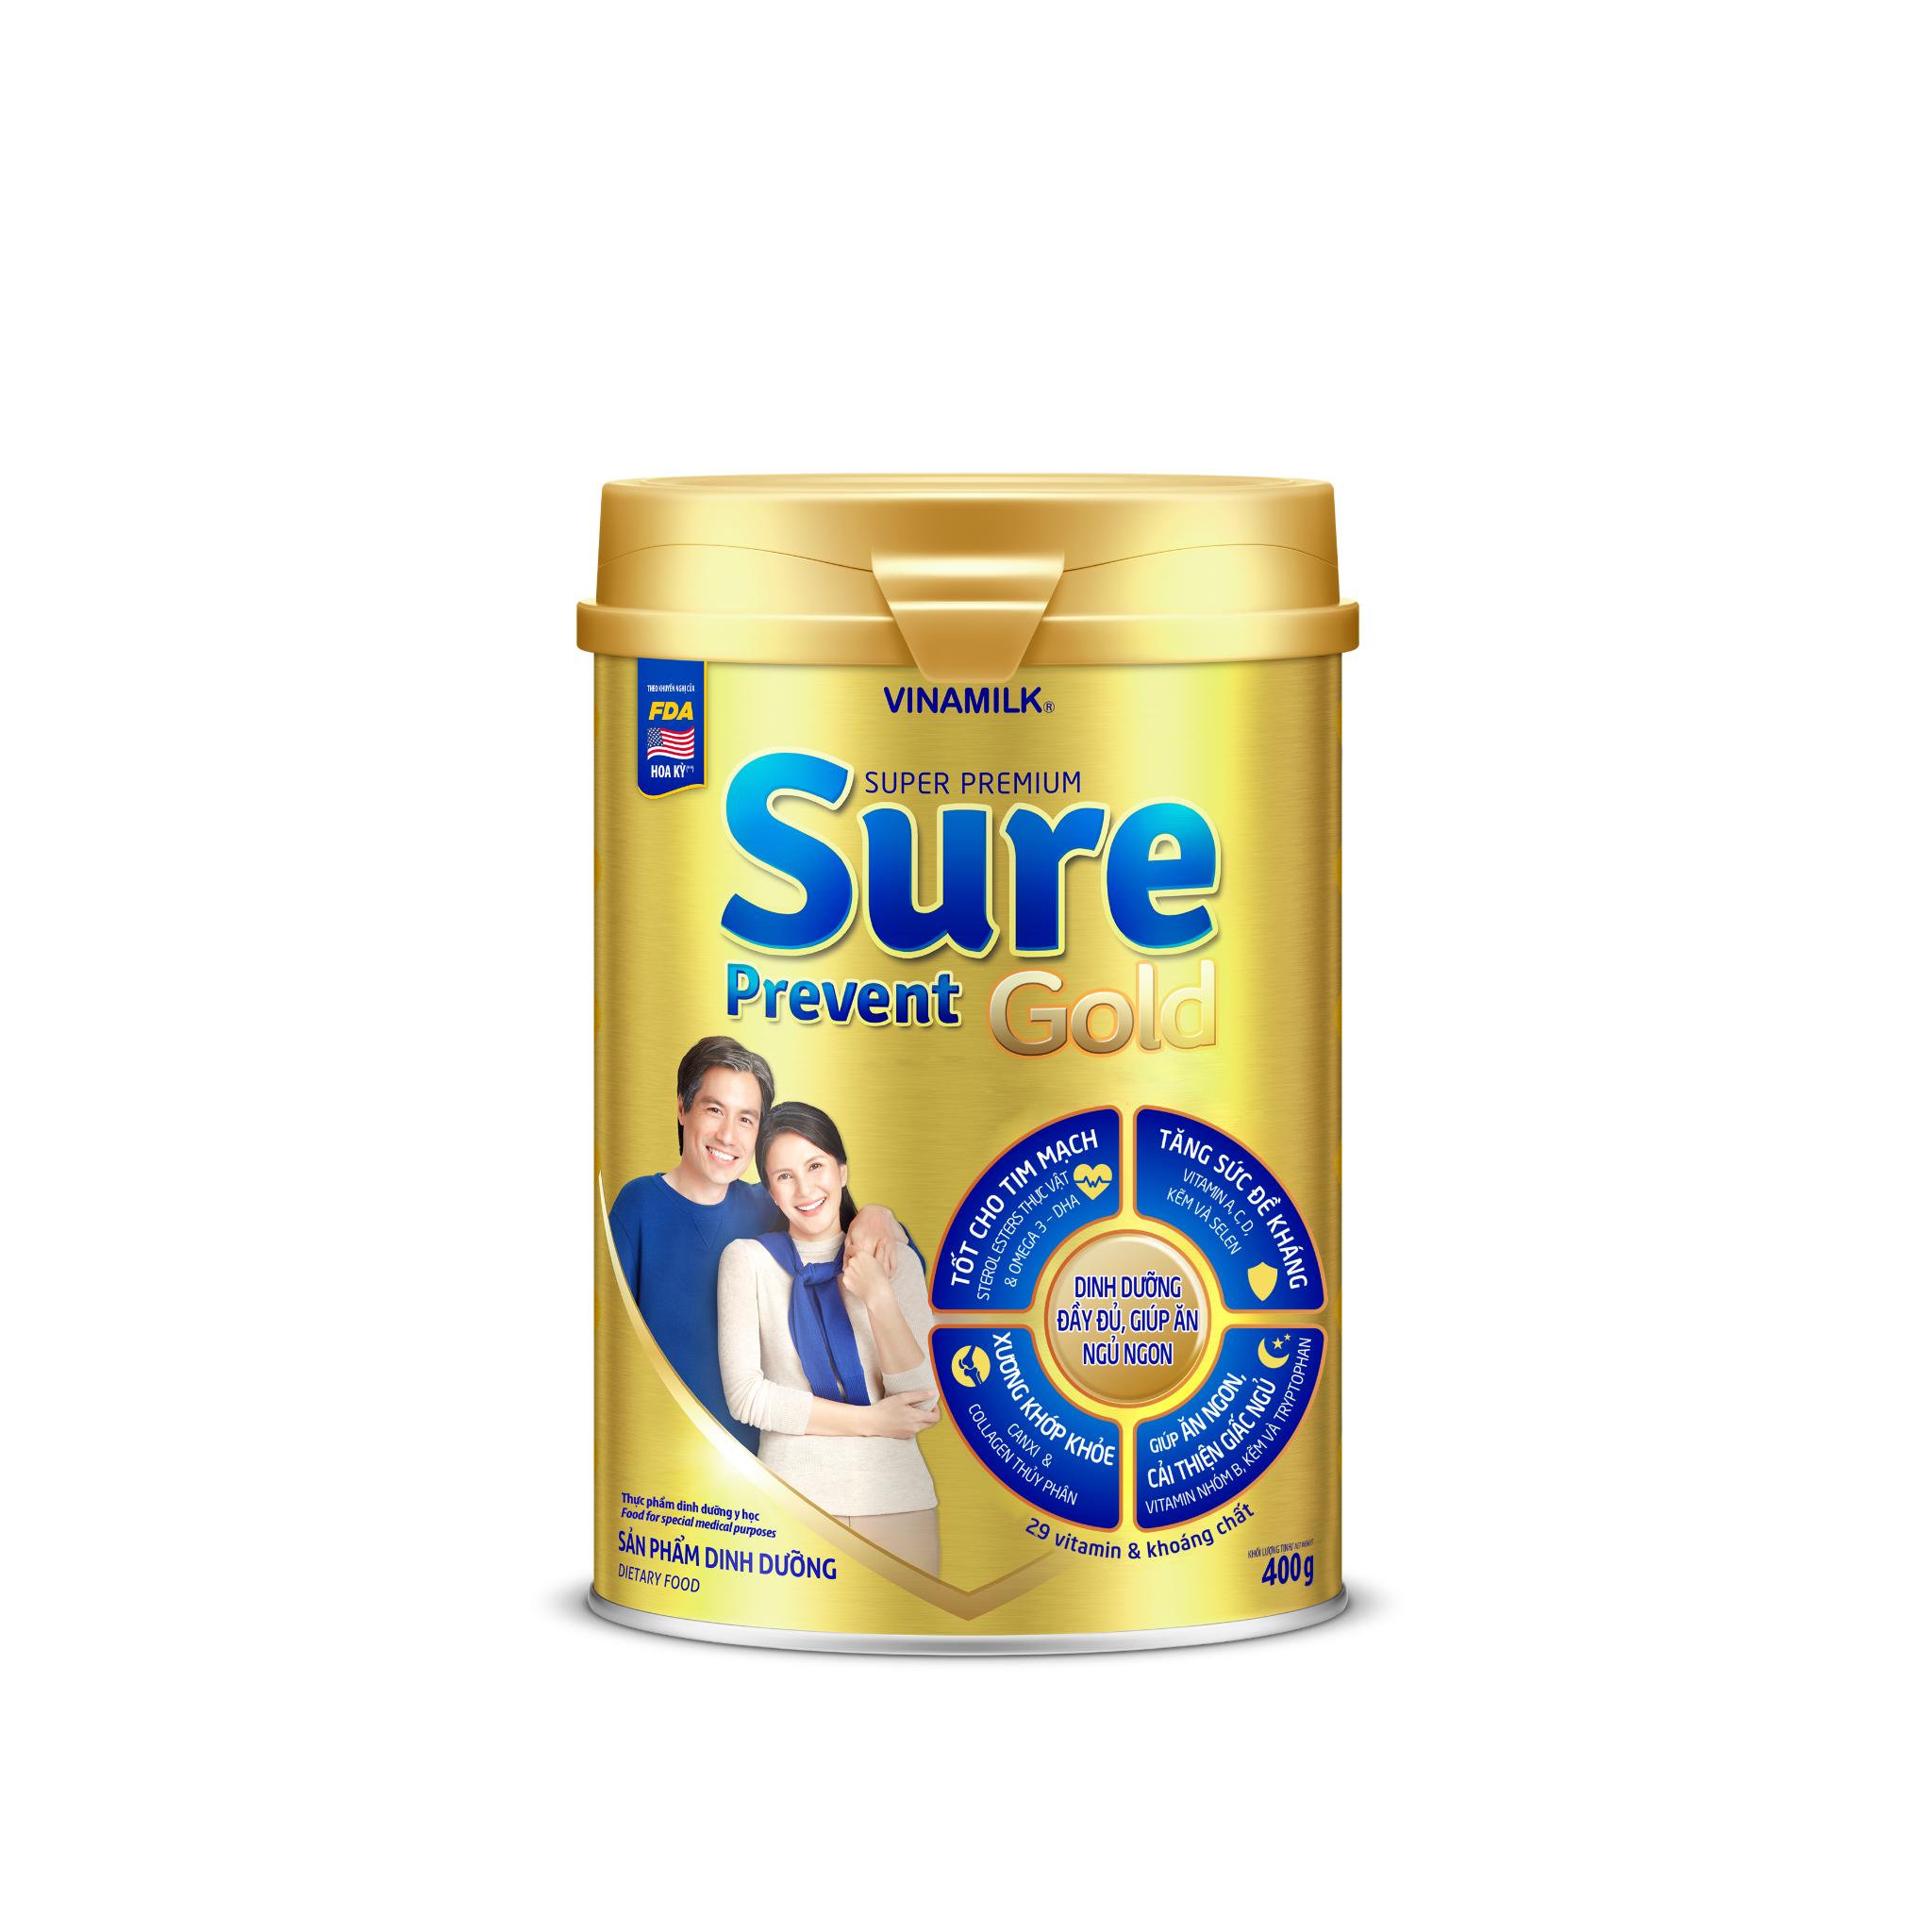 THEO KHUYẾN NGHỊ CỦA
FDA
HOA KỲ(**)
VINAMILK®
SUPER PREMIUM
Sure
Prevent Gold
TỐT CHO TIM MẠCH
STEROL ESTERS THỰC VẬT
& OMEGA 3 - DHA
TĂNG SỨC ĐỀ KHÁNG
VITAMIN A, C, D,
KẼM VÀ SELEN
DINH DƯỠNG
ĐẦY ĐỦ, GIÚP ĂN
NGỦ NGON
XƯƠNG KHỚP KHỎE
CANXI &
COLLAGEN THỦY PHÂN
GIÚP ĂN NGON,
CẢI THIỆN GIẤC NGỦ
VITAMIN NHÓM B, KẼM VÀ TRYPTOPHAN
29 vitamin & khoáng chất
Thực phẩm dinh dưỡng y học
Food for special medical purposes
SẢN PHẨM DINH DƯỠNG
DIETARY FOOD
KHỐI LƯỢNG TỊNH/
400g